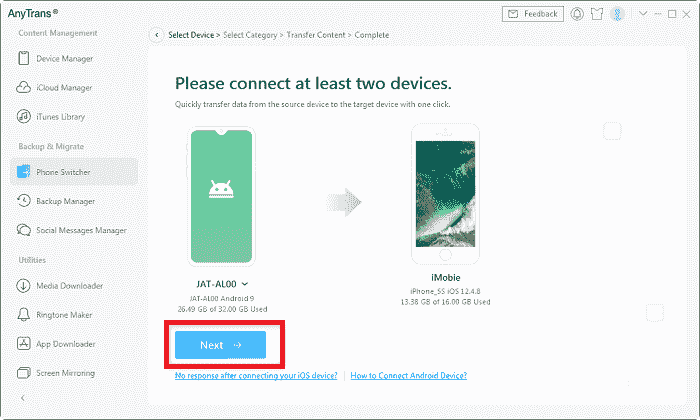 AnyTrans
Feedback
Content Management
Device Manager
iCloud Manager
iTunes Library
Backup & Migrate
Phone Switcher
Backup Manager
Social Messages Manager
Utilities
Media Downloader
Ringtone Maker
App Downloader
Screen Mirroring
Select Device > Select Category > Transfer Content > Complete
Please connect at least two devices.
Quickly transfer data from the source device to the target device with one click.
JAT-AL00
JAT-AL00 Android 9
26.49 GB of 32.00 GB Used
iMobie
iPhone_5S iOS 12.4.8
13.38 GB of 16.00 GB Used
Next
No response after connecting your iOS device? | How to Connect Android Device?